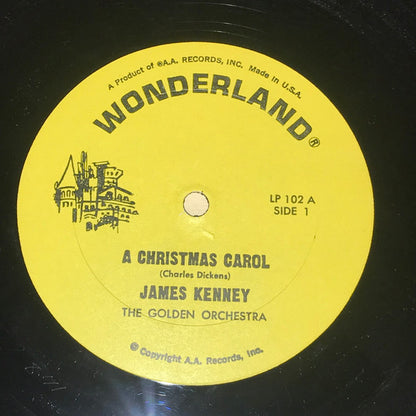 A Product of ®A.A. RECORDS, INC. Made in U.S.A.
WONDERLAND®
LP 102 A
SIDE 1
A CHRISTMAS CAROL
(Charles Dickens)
JAMES KENNEY
THE GOLDEN ORCHESTRA
© Copyright A.A. Records, Inc.